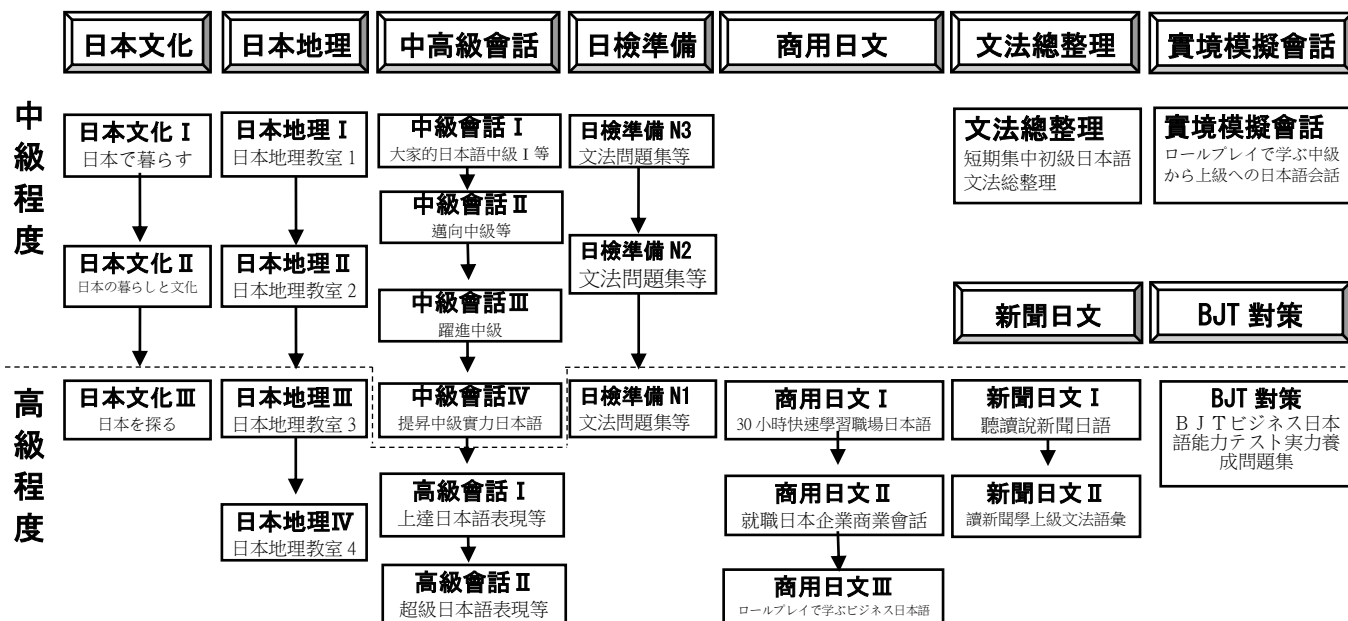 日本文化
日本地理
中高級會話
日檢準備
商用日文
文法總整理
實境模擬會話
中級程度
日本文化 I
日本で暮らす
日本地理 I
日本地理教室 1
中級會話 I
大家的日本語中級 I 等
日檢準備 N3
文法問題集等
文法總整理
短期集中初級日本語
文法総整理
實境模擬會話
ロールプレイで学ぶ中級
から上級への日本語会話
中級會話 II
邁向中級等
日本文化 II
日本の暮らしと文化
日本地理 II
日本地理教室 2
日檢準備 N2
文法問題集等
中級會話III
躍進中級
新聞日文
BJT 對策
高級程度
日本文化III
日本を探る
日本地理III
日本地理教室 3
中級會話IV
提昇中級實力日本語
日檢準備 N1
文法問題集等
商用日文 I
30 小時快速學習職場日本語
新聞日文 I
聽讀說新聞日語
BJT 對策
ＢＪＴビジネス日本
語能力テスト実力養
成問題集
高級會話 I
上達日本語表現等
商用日文 II
就職日本企業商業會話
新聞日文 II
讀新聞學上級文法語彙
日本地理IV
日本地理教室 4
高級會話 II
超級日本語表現等
商用日文III
ロールプレイで学ぶビジネス日本語